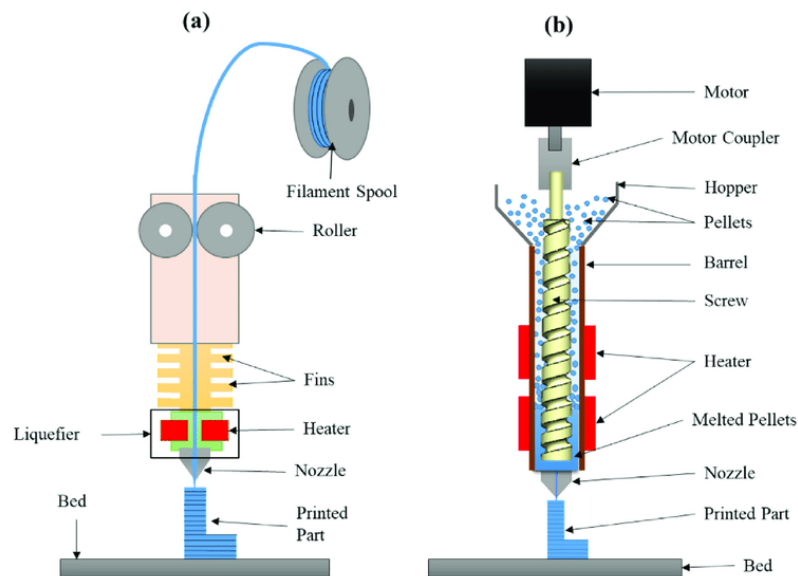 (a)
Filament Spool
Roller
Fins
Liquefier
Heater
Nozzle
Bed
Printed
Part
(b)
Motor
Motor Coupler
Hopper
Pellets
Barrel
Screw
Heater
Melted Pellets
Nozzle
Printed Part
Bed